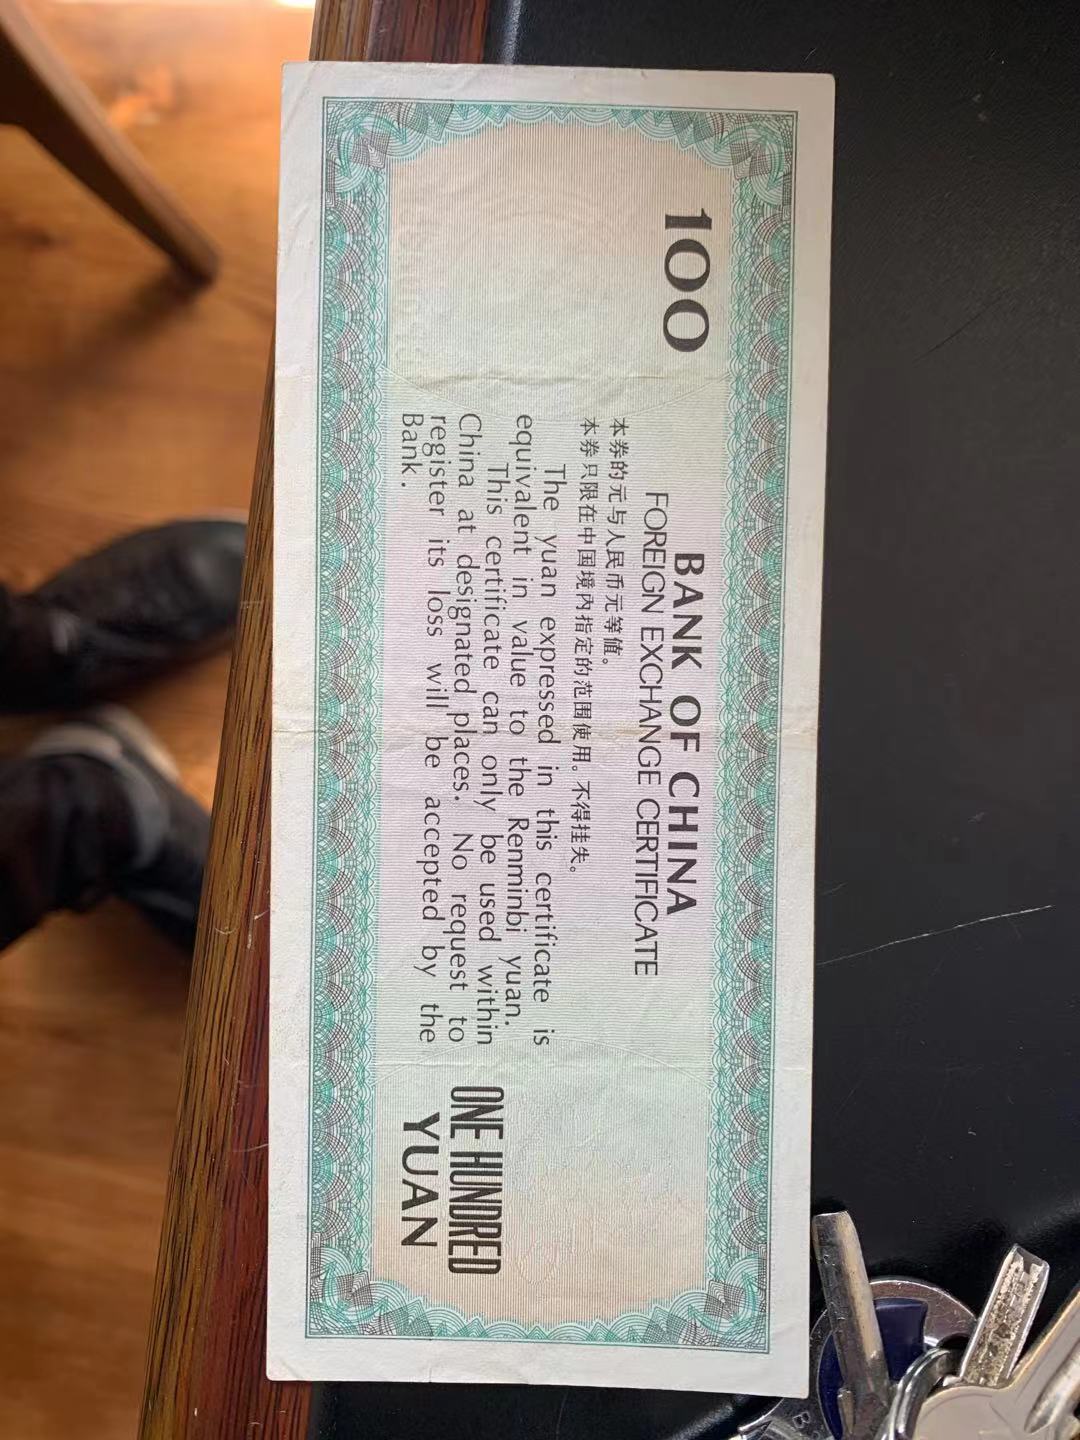 100
BANK OF CHINA
FOREIGN EXCHANGE CERTIFICATE
本券的元与人民币元等值。
本券只限在中国境内指定的范围使用。不得挂失。
The yuan expressed in this certificate is
equivalent in value to the Renminbi yuan.
This certificate can only be used within
China at designated places. No request to
register its loss will be accepted by the
Bank.
ONE HUNDRED
YUAN